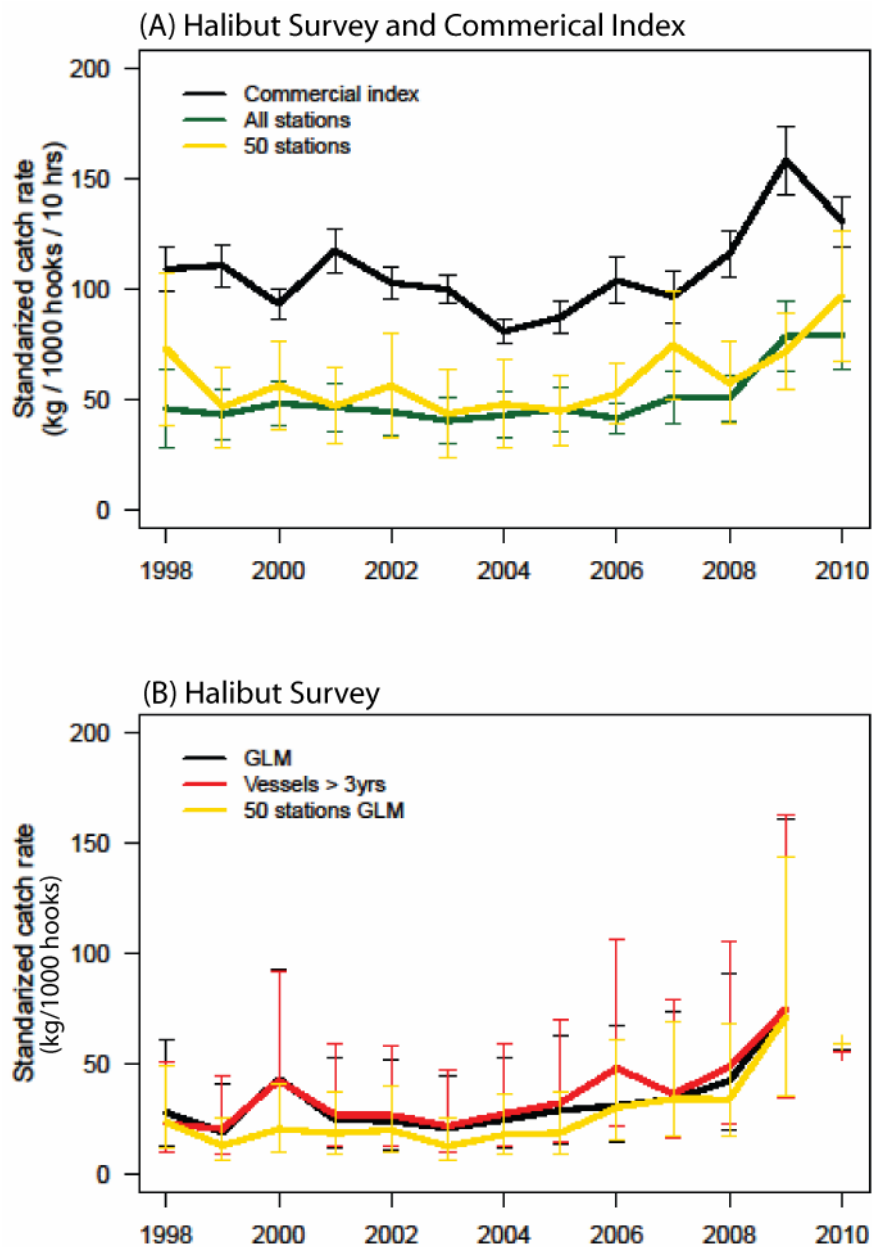 (A) Halibut Survey and Commerical Index
Standarized catch rate
(kg / 1000 hooks / 10 hrs)
200
150
100
50
0
Commercial index
All stations
50 stations
1998 2000 2002 2004 2006 2008 2010
(B) Halibut Survey
Standarized catch rate
(kg/1000 hooks)
200
150
100
50
0
GLM
Vessels > 3yrs
50 stations GLM
1998 2000 2002 2004 2006 2008 2010